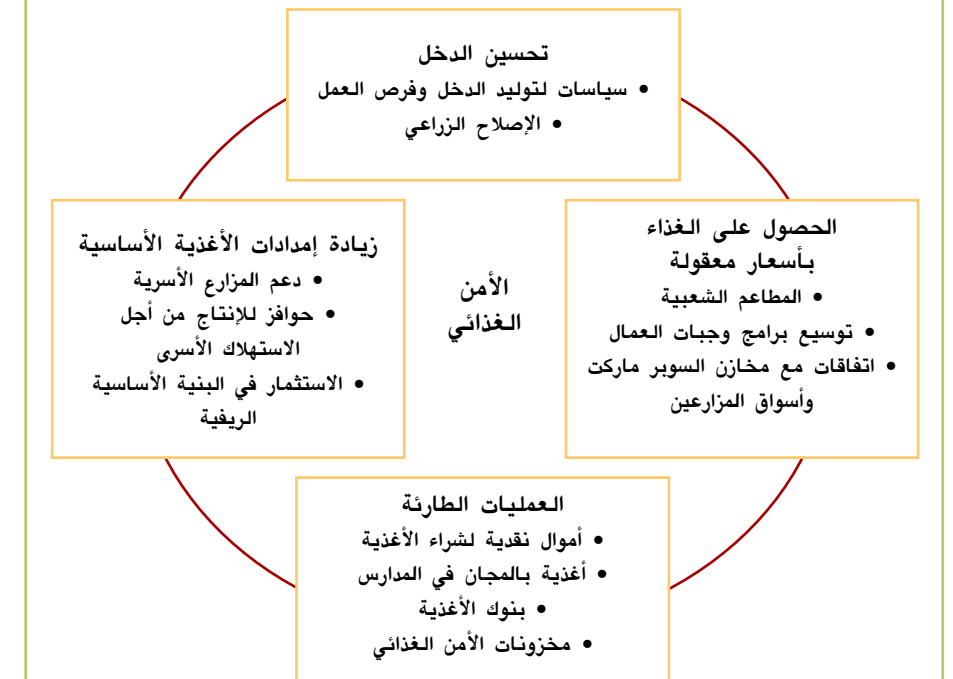 تحسين الدخل
• سياسات لتوليد الدخل وفرص العمل
• الإصلاح الزراعي
الحصول على الغذاء
بأسعار معقولة
• المطاعم الشعبية
• توسيع برامج وجبات العمال
• اتفاقات مع مخازن السوبر ماركت
وأسواق المزارعين
الأمن
الغذائي
زيادة إمدادات الأغذية الأساسية
• دعم المزارع الأسرية
• حوافز للإنتاج من أجل
الاستهلاك الأسرى
• الاستثمار في البنية الأساسية
الريفية
العمليات الطارئة
• أموال نقدية لشراء الأغذية
• أغذية بالمجان في المدارس
• بنوك الأغذية
• مخزونات الأمن الغذائي